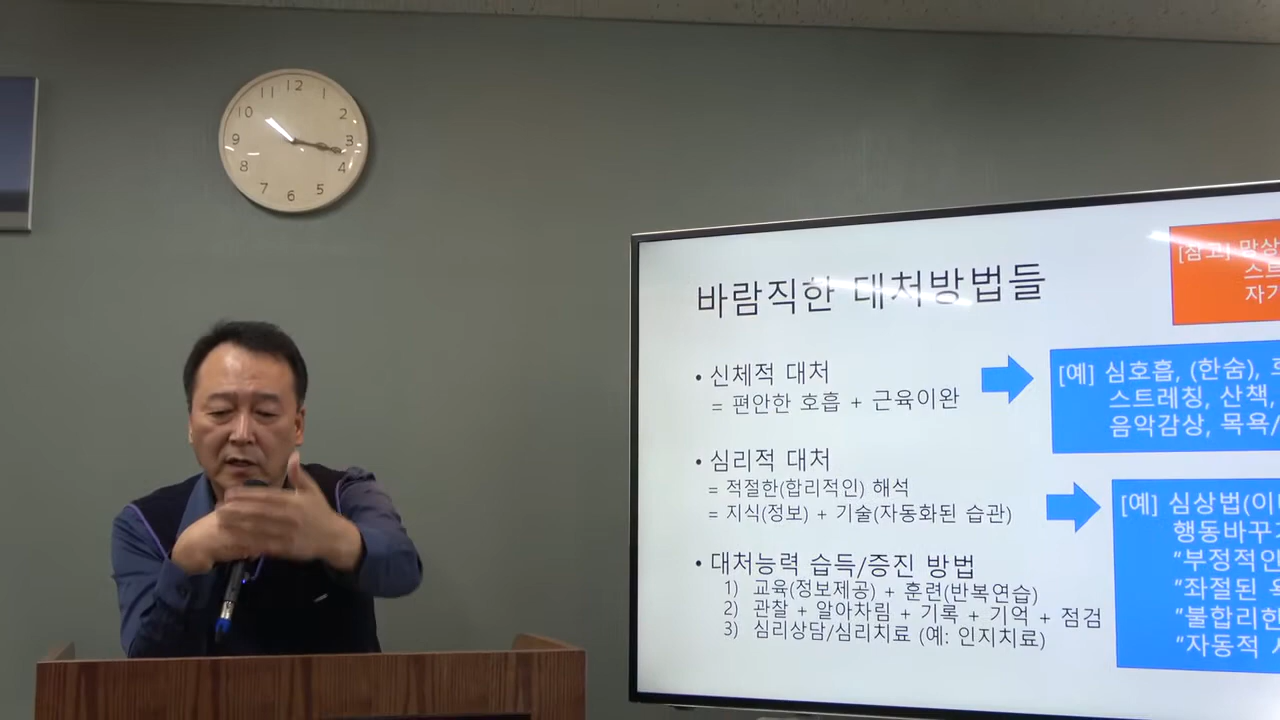 12
1
2
3
4
5
6
7
8
9
10
11
바람직한 대처방법들
[참고] 망상
• 신체적 대처
= 편안한 호흡 + 근육이완
[예] 심호흡, (한숨),
스트레칭, 산책,
음악감상, 목욕/
• 심리적 대처
= 적절한(합리적인) 해석
= 지식(정보) + 기술(자동화된 습관)
[예] 심상법(이
행동바꾸
"부정적인
"좌절된
"불합리한
"자동적
• 대처능력 습득/증진 방법
1) 교육(정보제공) + 훈련(반복연습)
2) 관찰 + 알아차림 + 기록 + 기억 + 점검
3) 심리상담/심리치료 (예: 인지치료)